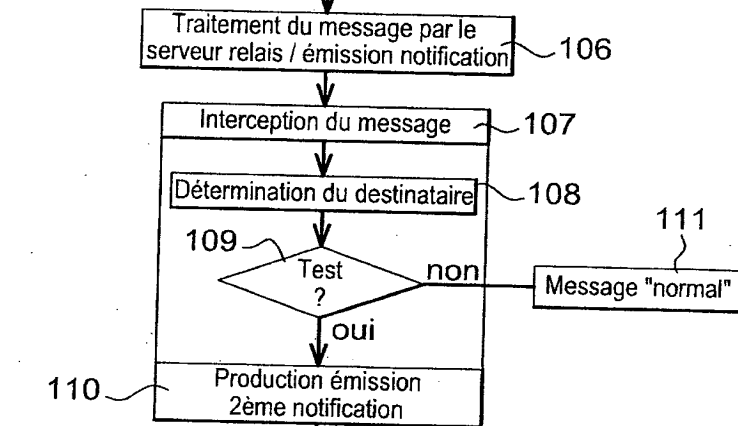 Traitement du message par le
serveur relais / émission notification
106
Interception du message
107
Détermination du destinataire
108
109
Test
?
non
111
Message "normal"
oui
110
Production émission
2ème notification